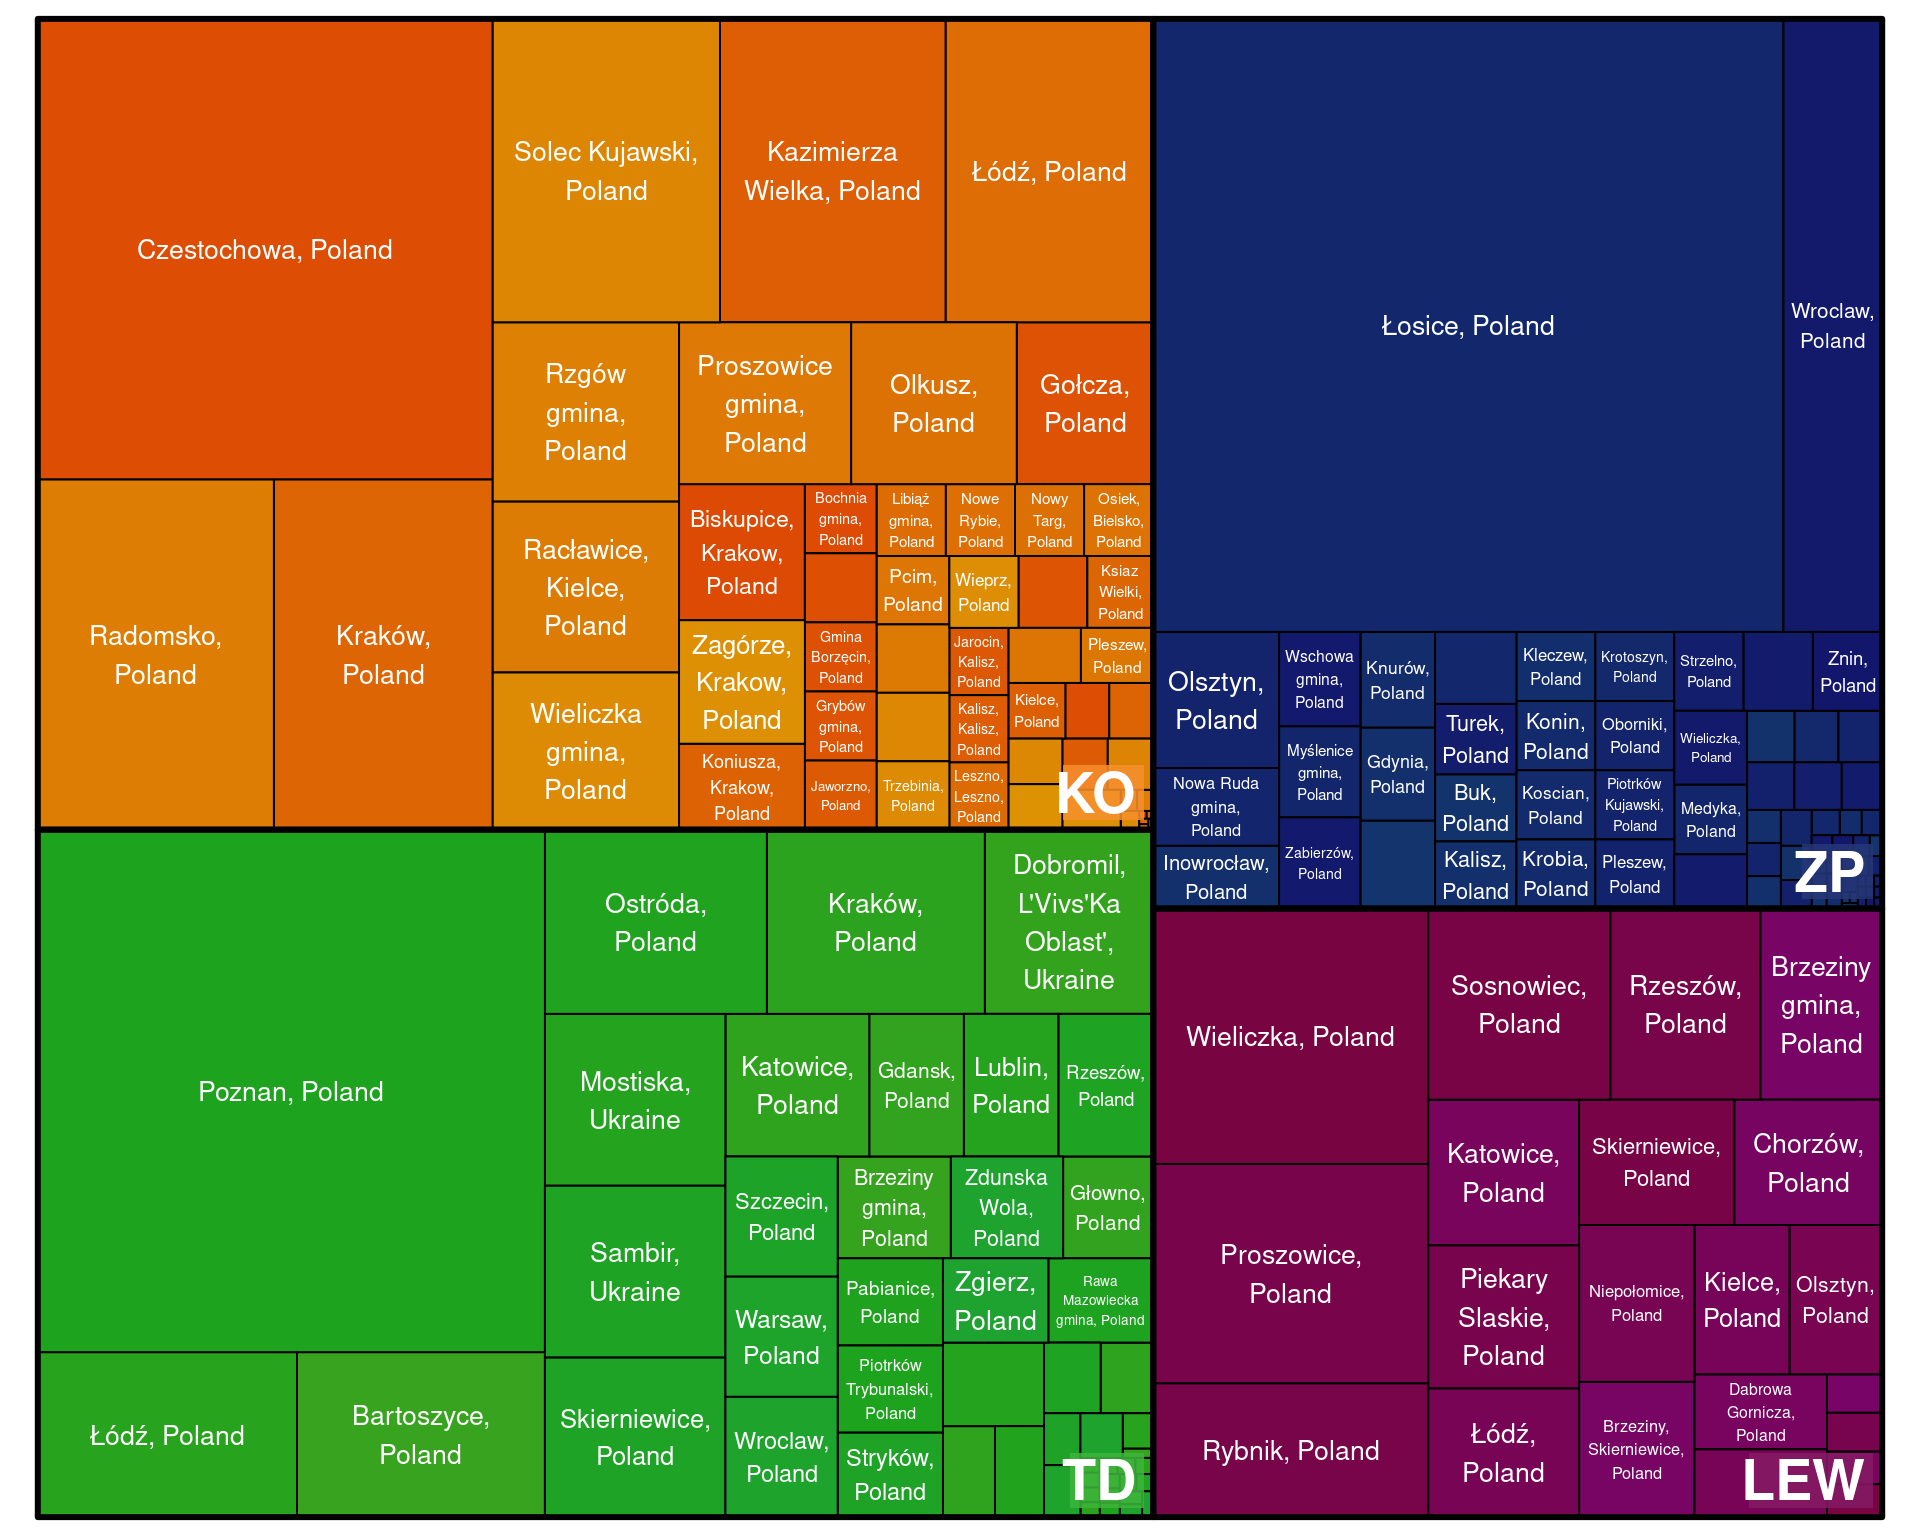 Czestochowa, Poland
Radomsko,
Poland
Kraków,
Poland
Solec Kujawski,
Poland
Kazimierza
Wielka, Poland
Łódź, Poland
Rzgów
gmina,
Poland
Racławice,
Kielce,
Poland
Wieliczka
gmina,
Poland
Proszowice
gmina,
Poland
Olkusz,
Poland
Gołcza,
Poland
Biskupice,
Krakow,
Poland
Zagórze,
Krakow,
Poland
Koniusza,
Krakow,
Poland
Bochnia
gmina,
Poland
Gmina
Borzęcin,
Poland
Grybów
gmina,
Poland
Jaworzno,
Poland
Libiąż
gmina,
Poland
Nowe
Rybie,
Poland
Nowy
Targ,
Poland
Osiek,
Bielsko,
Poland
Pcim,
Poland
Wieprz,
Poland
Ksiaz
Wielki,
Poland
Trzebinia,
Poland
Jarocin,
Kalisz,
Poland
Kalisz,
Kalisz,
Poland
Leszno,
Leszno,
Poland
Pleszew,
Poland
Kielce,
Poland
KO
Łosice, Poland
Wroclaw,
Poland
Olsztyn,
Poland
Nowa Ruda
gmina,
Poland
Inowrocław,
Poland
Wschowa
gmina,
Poland
Myślenice
gmina,
Poland
Zabierzów,
Poland
Knurów,
Poland
Gdynia,
Poland
Turek,
Poland
Buk,
Poland
Kalisz,
Poland
Kleczew,
Poland
Konin,
Poland
Koscian,
Poland
Krobia,
Poland
Krotoszyn,
Poland
Oborniki,
Poland
Piotrków
Kujawski,
Poland
Pleszew,
Poland
Strzelno,
Poland
Wieliczka,
Poland
Medyka,
Poland
Znin,
Poland
ZP
Poznan, Poland
Łódź, Poland
Bartoszyce,
Poland
Ostróda,
Poland
Kraków,
Poland
Dobromil,
L'Vivs'Ka
Oblast',
Ukraine
Mostiska,
Ukraine
Sambir,
Ukraine
Skierniewice,
Poland
Katowice,
Poland
Gdansk,
Poland
Lublin,
Poland
Rzeszów,
Poland
Szczecin,
Poland
Warsaw,
Poland
Wroclaw,
Poland
Brzeziny
gmina,
Poland
Zdunska
Wola,
Poland
Głowno,
Poland
Pabianice,
Poland
Zgierz,
Poland
Rawa
Mazowiecka
gmina, Poland
Piotrków
Trybunalski,
Poland
Stryków,
Poland
TD
Wieliczka, Poland
Proszowice,
Poland
Rybnik, Poland
Sosnowiec,
Poland
Rzeszów,
Poland
Brzeziny
gmina,
Poland
Katowice,
Poland
Piekary
Slaskie,
Poland
Łódź,
Poland
Skierniewice,
Poland
Chorzów,
Poland
Niepołomice,
Poland
Kielce,
Poland
Olsztyn,
Poland
Brzeziny,
Skierniewice,
Poland
Dabrowa
Gornicza,
Poland
LEW